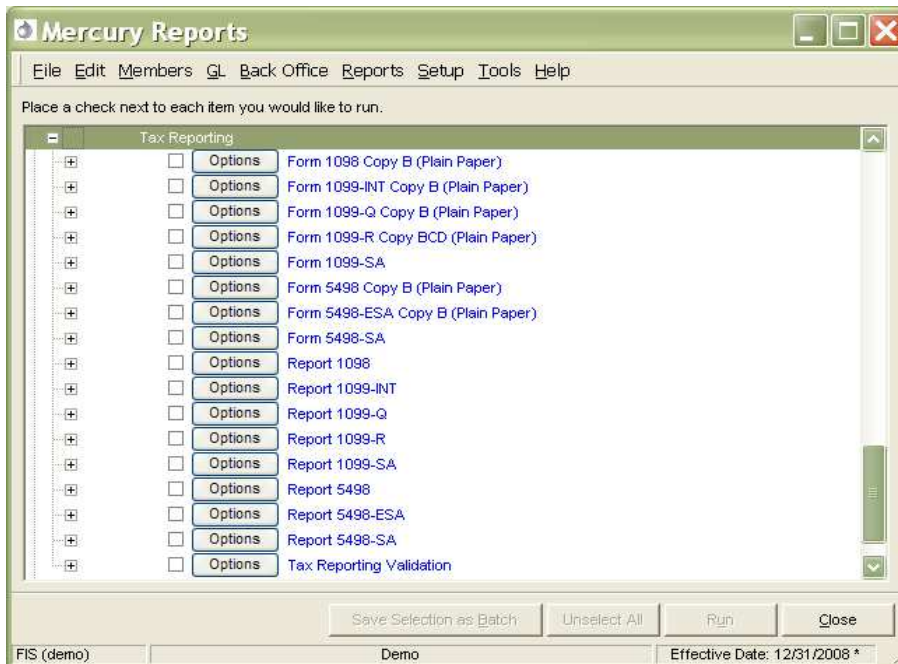 Mercury Reports
File Edit Members GL Back Office Reports Setup Tools Help
Place a check next to each item you would like to run.
Tax Reporting
Options Form 1098 Copy B (Plain Paper)
Options Form 1099-INT Copy B (Plain Paper)
Options Form 1099-Q Copy B (Plain Paper)
Options Form 1099-R Copy BCD (Plain Paper)
Options Form 1099-SA
Options Form 5498 Copy B (Plain Paper)
Options Form 5498-ESA Copy B (Plain Paper)
Options Form 5498-SA
Options Report 1098
Options Report 1099-INT
Options Report 1099-Q
Options Report 1099-R
Options Report 1099-SA
Options Report 5498
Options Report 5498-ESA
Options Report 5498-SA
Options Tax Reporting Validation
Save Selection as Batch Unselect All Run Close
FIS (demo) Demo Effective Date: 12/31/2008 *